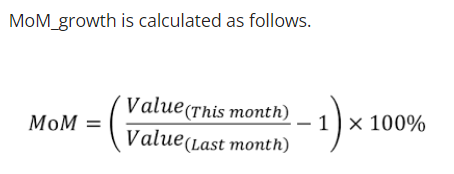 MoM_growth is calculated as follows.
MoM = (Value(This month) / Value(Last month) − 1) × 100%